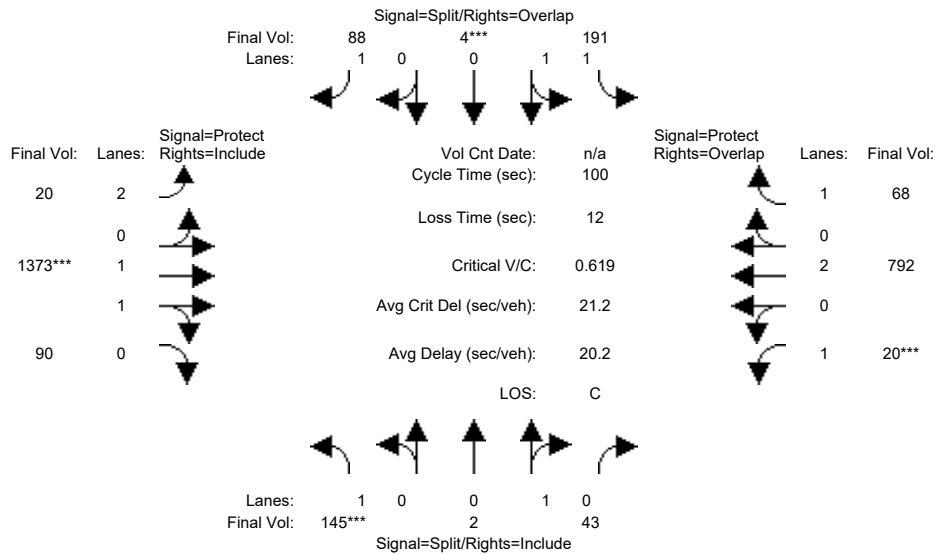 Signal=Split/Rights=Overlap
Final Vol: 88 4*** 191
Lanes: 1 0 0 1 1
Signal=Protect
Final Vol: Lanes: Rights=Include
Vol Cnt Date: n/a
Signal=Protect
Rights=Overlap Lanes: Final Vol:
Cycle Time (sec): 100
20 2
1 68
Loss Time (sec): 12
0
0
1373*** 1
Critical V/C: 0.619
2 792
1
Avg Crit Del (sec/veh): 21.2
0
90 0
Avg Delay (sec/veh): 20.2
1 20***
LOS: C
Lanes: 1 0 0 1 0
Final Vol: 145*** 2 43
Signal=Split/Rights=Include